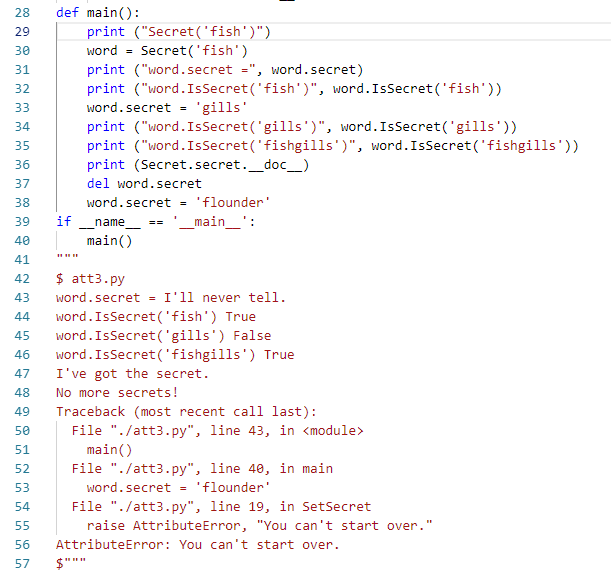 28 def main():
29     print ("Secret('fish')")
30     word = Secret('fish')
31     print ("word.secret =", word.secret)
32     print ("word.IsSecret('fish')", word.IsSecret('fish'))
33     word.secret = 'gills'
34     print ("word.IsSecret('gills')", word.IsSecret('gills'))
35     print ("word.IsSecret('fishgills')", word.IsSecret('fishgills'))
36     print (Secret.secret.__doc__)
37     del word.secret
38     word.secret = 'flounder'
39 if __name__ == '__main__':
40     main()
41 """
42 $ att3.py
43 word.secret = I'll never tell.
44 word.IsSecret('fish') True
45 word.IsSecret('gills') False
46 word.IsSecret('fishgills') True
47 I've got the secret.
48 No more secrets!
49 Traceback (most recent call last):
50   File "./att3.py", line 43, in <module>
51     main()
52   File "./att3.py", line 40, in main
53     word.secret = 'flounder'
54   File "./att3.py", line 19, in SetSecret
55     raise AttributeError, "You can't start over."
56 AttributeError: You can't start over.
57 $"""